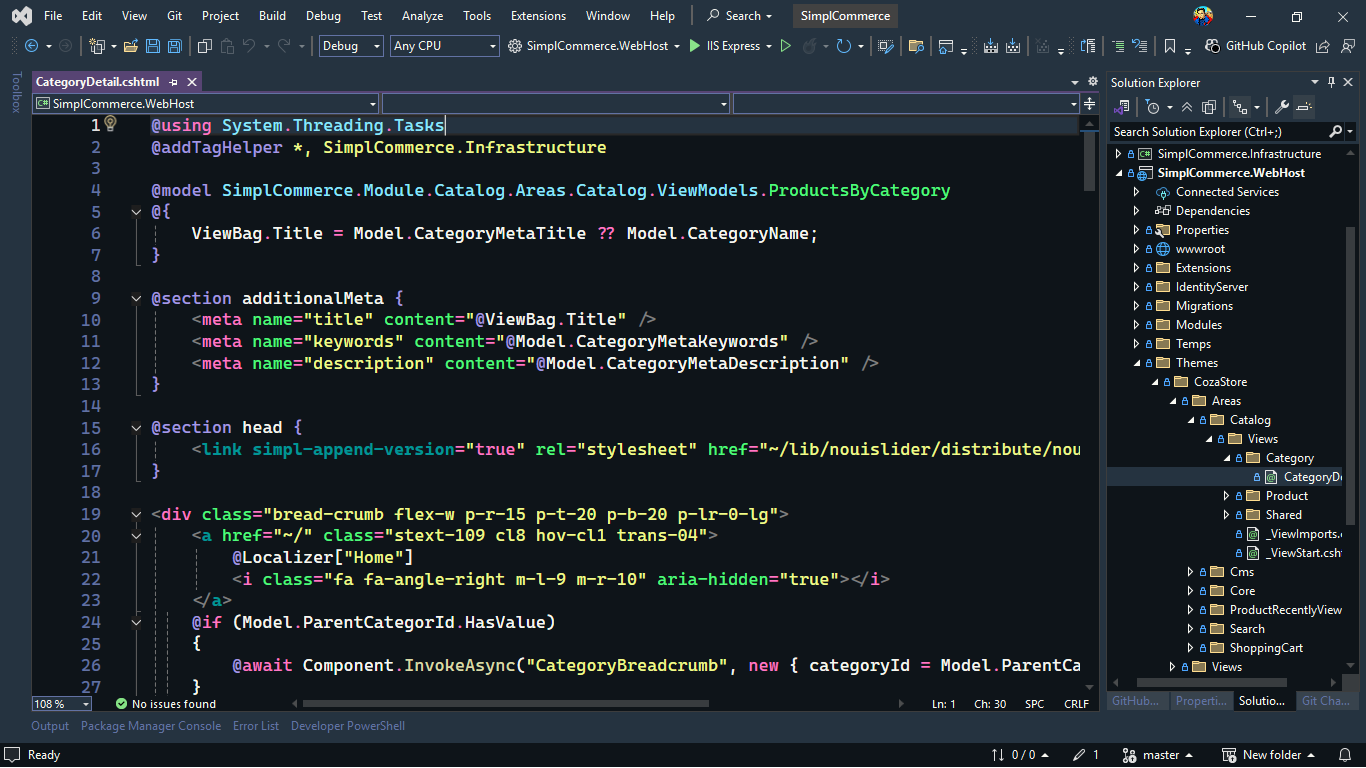 File Edit View Git Project Build Debug Test Analyze Tools Extensions Window Help Search SimplCommerce
Debug Any CPU SimplCommerce.WebHost IIS Express GitHub Copilot
Toolbox
CategoryDetail.cshtml
SimplCommerce.WebHost
1 @using System.Threading.Tasks
2 @addTagHelper *, SimplCommerce.Infrastructure
3
4 @model SimplCommerce.Module.Catalog.Areas.Catalog.ViewModels.ProductsByCategory
5 @{
6 ViewBag.Title = Model.CategoryMetaTitle ?? Model.CategoryName;
7 }
8
9 @section additionalMeta {
10 <meta name="title" content="@ViewBag.Title" />
11 <meta name="keywords" content="@Model.CategoryMetaKeywords" />
12 <meta name="description" content="@Model.CategoryMetaDescription" />
13 }
14
15 @section head {
16 <link simpl-append-version="true" rel="stylesheet" href="~/lib/nouislider/distribute/nou
17 }
18
19 <div class="bread-crumb flex-w p-r-15 p-t-20 p-b-20 p-lr-0-lg">
20 <a href="~/" class="stext-109 cl8 hov-cl1 trans-04">
21 @Localizer["Home"]
22 <i class="fa fa-angle-right m-l-9 m-r-10" aria-hidden="true"></i>
23 </a>
24 @if (Model.ParentCategorId.HasValue)
25 {
26 @await Component.InvokeAsync("CategoryBreadcrumb", new { categoryId = Model.ParentCa
27 }
108 % No issues found Ln: 1 Ch: 30 SPC CRLF
Solution Explorer
Search Solution Explorer (Ctrl+;)
SimplCommerce.Infrastructure
SimplCommerce.WebHost
Connected Services
Dependencies
Properties
wwwroot
Extensions
IdentityServer
Migrations
Modules
Temps
Themes
CozaStore
Areas
Catalog
Views
Category
CategoryDe
Product
Shared
_ViewImports.c
_ViewStart.csht
Cms
Core
ProductRecentlyView
Search
ShoppingCart
Views
GitHub... Properti... Solutio... Git Cha...
Output Package Manager Console Error List Developer PowerShell
Ready 0 / 0 1 master New folder